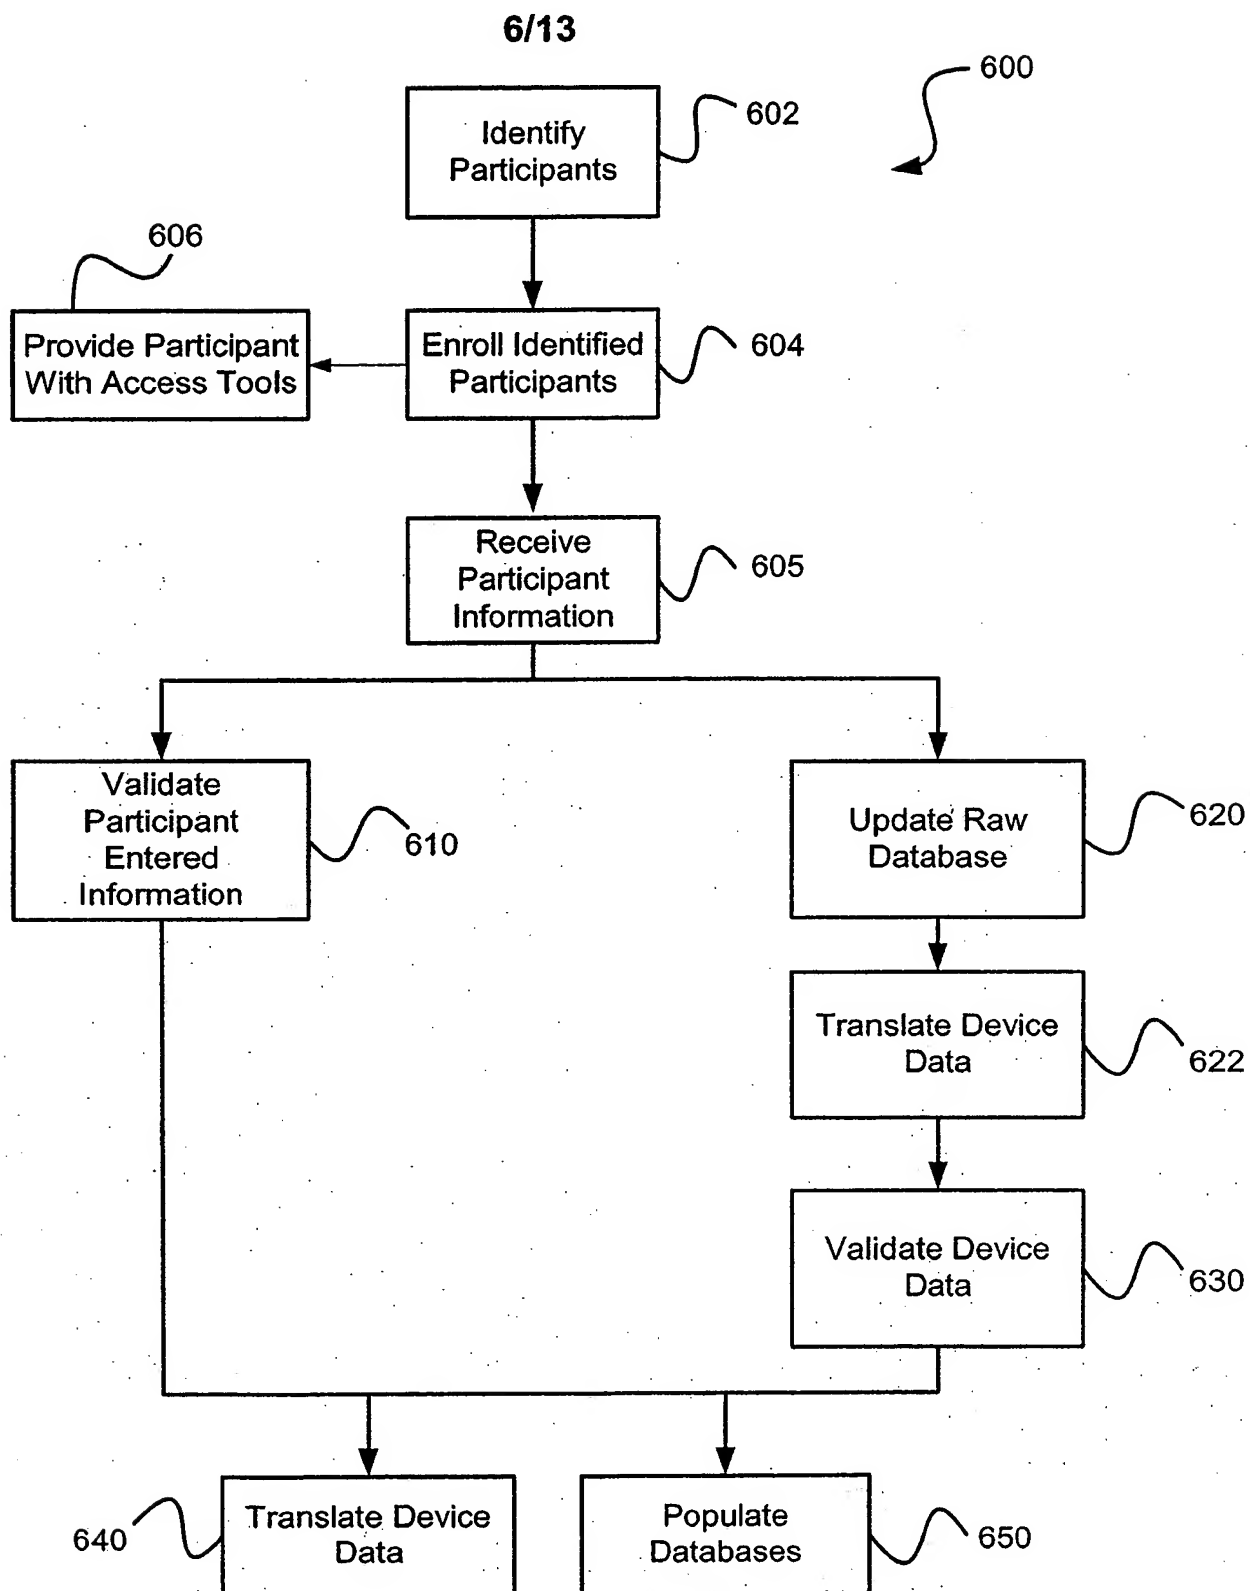 6/13
600
Identify
Participants
602
606
Provide Participant
With Access Tools
Enroll Identified
Participants
604
Receive
Participant
Information
605
Validate
Participant
Entered
Information
610
Update Raw
Database
620
Translate Device
Data
622
Validate Device
Data
630
640
Translate Device
Data
Populate
Databases
650